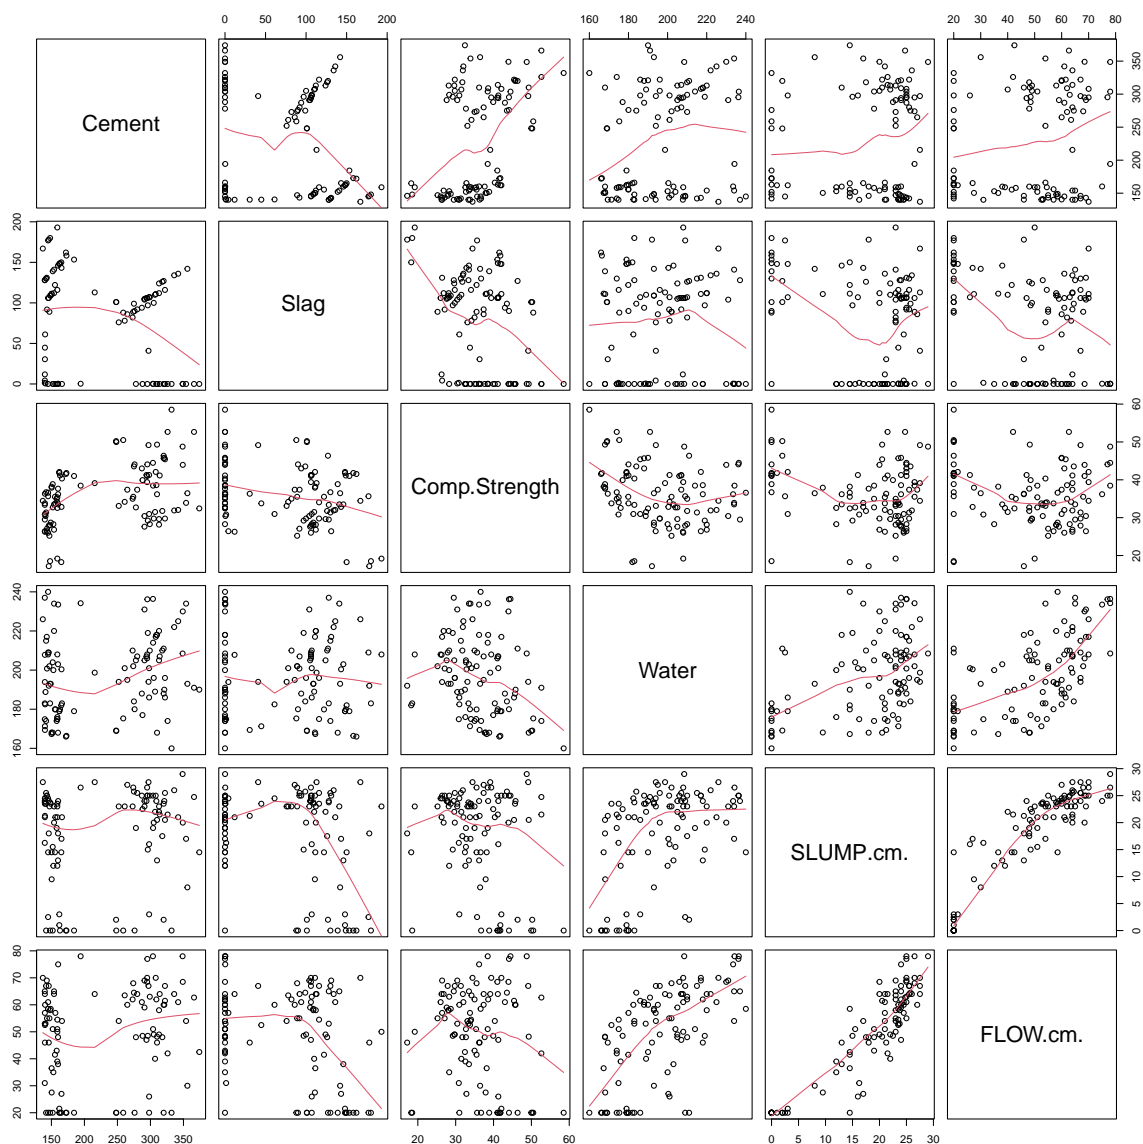 0 50 100 150 200 160 180 200 220 240 20 30 40 50 60 70 80
Cement
150 200 250 300 350
0 50 100 150 200
Slag
Comp.Strength
20 30 40 50 60
160 180 200 220 240
Water
SLUMP.cm.
0 5 10 15 20 25 30
20 30 40 50 60 70 80
FLOW.cm.
150 200 250 300 350 20 30 40 50 60 0 5 10 15 20 25 30